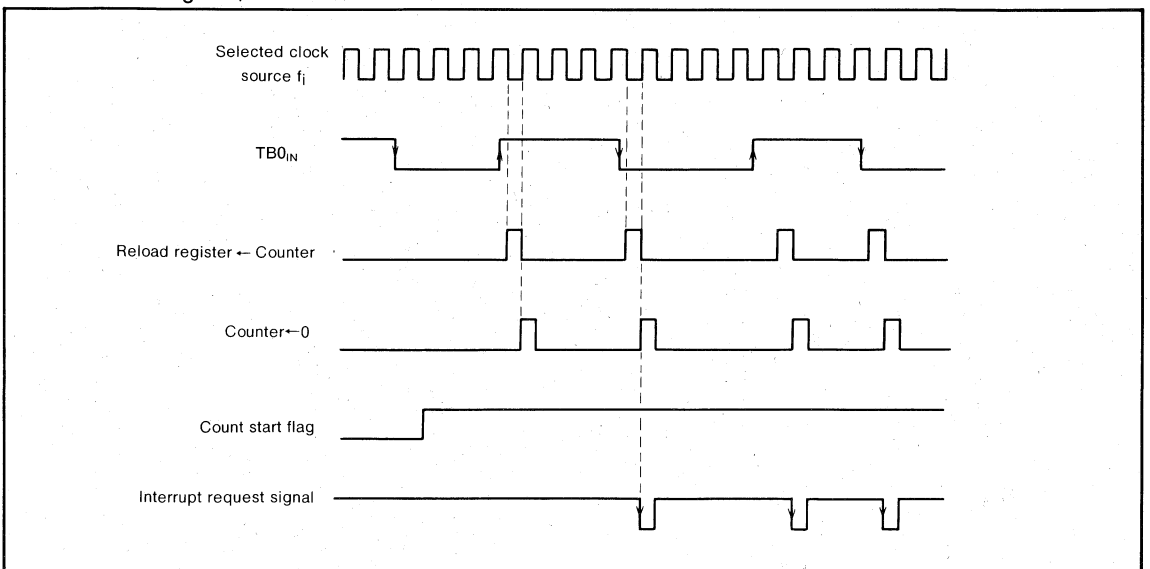 Selected clock
source fi
TB0IN
Reload register ← Counter
Counter←0
Count start flag
Interrupt request signal